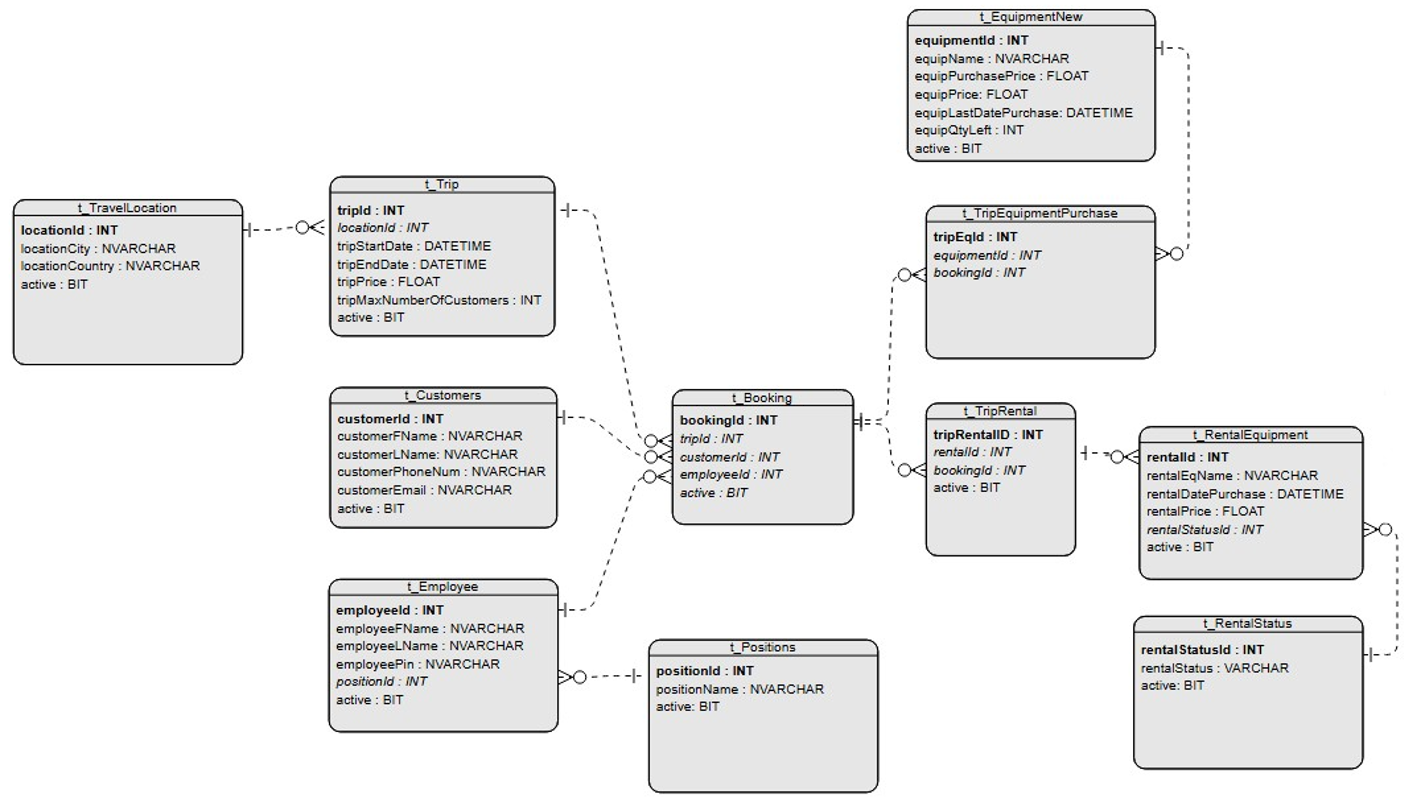 t_EquipmentNew
equipmentId : INT
equipName : NVARCHAR
equipPurchasePrice : FLOAT
equipPrice: FLOAT
equipLastDatePurchase: DATETIME
equipQtyLeft : INT
active : BIT
t_TravelLocation
locationId : INT
locationCity : NVARCHAR
locationCountry : NVARCHAR
active : BIT
t_Trip
tripId : INT
locationId : INT
tripStartDate : DATETIME
tripEndDate : DATETIME
tripPrice : FLOAT
tripMaxNumberOfCustomers : INT
active : BIT
t_TripEquipmentPurchase
tripEqId : INT
equipmentId : INT
bookingId : INT
t_Customers
customerId : INT
customerFName : NVARCHAR
customerLName: NVARCHAR
customerPhoneNum : NVARCHAR
customerEmail : NVARCHAR
active : BIT
t_Booking
bookingId : INT
tripId : INT
customerId : INT
employeeId : INT
active : BIT
t_TripRental
tripRentalID : INT
rentalId : INT
bookingId : INT
active : BIT
t_RentalEquipment
rentalId : INT
rentalEqName : NVARCHAR
rentalDatePurchase : DATETIME
rentalPrice : FLOAT
rentalStatusId : INT
active : BIT
t_Employee
employeeId : INT
employeeFName : NVARCHAR
employeeLName : NVARCHAR
employeePin : NVARCHAR
positionId : INT
active : BIT
t_Positions
positionId : INT
positionName : NVARCHAR
active: BIT
t_RentalStatus
rentalStatusId : INT
rentalStatus : VARCHAR
active: BIT